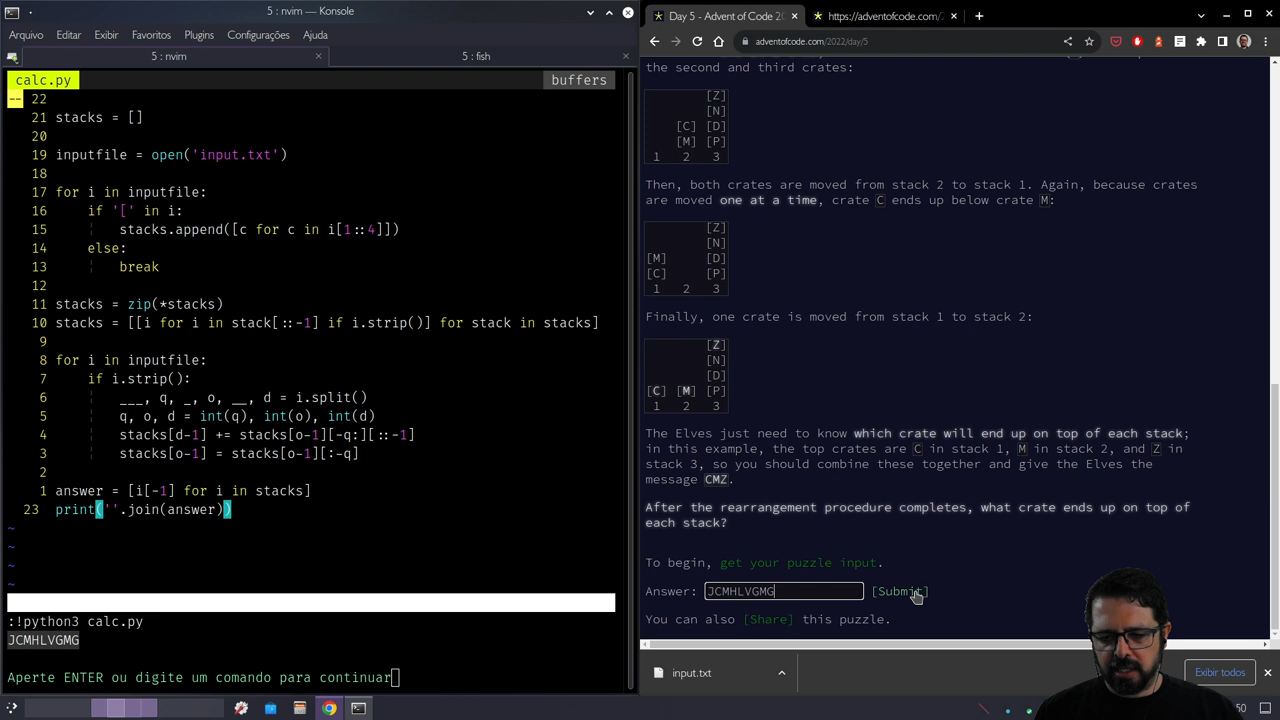 5 : nvim — Konsole
Arquivo Editar Exibir Favoritos Plugins Configurações Ajuda
5 : nvim
5 : fish
calc.py
buffers
-- 22
21 stacks = []
20
19 inputfile = open('input.txt')
18
17 for i in inputfile:
16 if '[' in i:
15 stacks.append([c for c in i[1::4]])
14 else:
13 break
12
11 stacks = zip(*stacks)
10 stacks = [[i for i in stack[::-1] if i.strip()] for stack in stacks]
9
8 for i in inputfile:
7 if i.strip():
6 ___, q, _, o, __, d = i.split()
5 q, o, d = int(q), int(o), int(d)
4 stacks[d-1] += stacks[o-1][-q:][::-1]
3 stacks[o-1] = stacks[o-1][:-q]
2
1 answer = [i[-1] for i in stacks]
23 print(''.join(answer))
~
~
~
~
:!python3 calc.py
JCMHLVGMG
Aperte ENTER ou digite um comando para continuar
Day 5 - Advent of Code 20
https://adventofcode.com/2
adventofcode.com/2022/day/5
the second and third crates:
[Z]
[N]
[C] [D]
[M] [P]
1 2 3
Then, both crates are moved from stack 2 to stack 1. Again, because crates
are moved one at a time, crate C ends up below crate M:
[Z]
[N]
[M] [D]
[C] [P]
1 2 3
Finally, one crate is moved from stack 1 to stack 2:
[Z]
[N]
[D]
[C] [M] [P]
1 2 3
The Elves just need to know which crate will end up on top of each stack;
in this example, the top crates are C in stack 1, M in stack 2, and Z in
stack 3, so you should combine these together and give the Elves the
message CMZ.
After the rearrangement procedure completes, what crate ends up on top of
each stack?
To begin, get your puzzle input.
Answer: JCMHLVGMG [Submit]
You can also [Share] this puzzle.
input.txt
Exibir todos
50